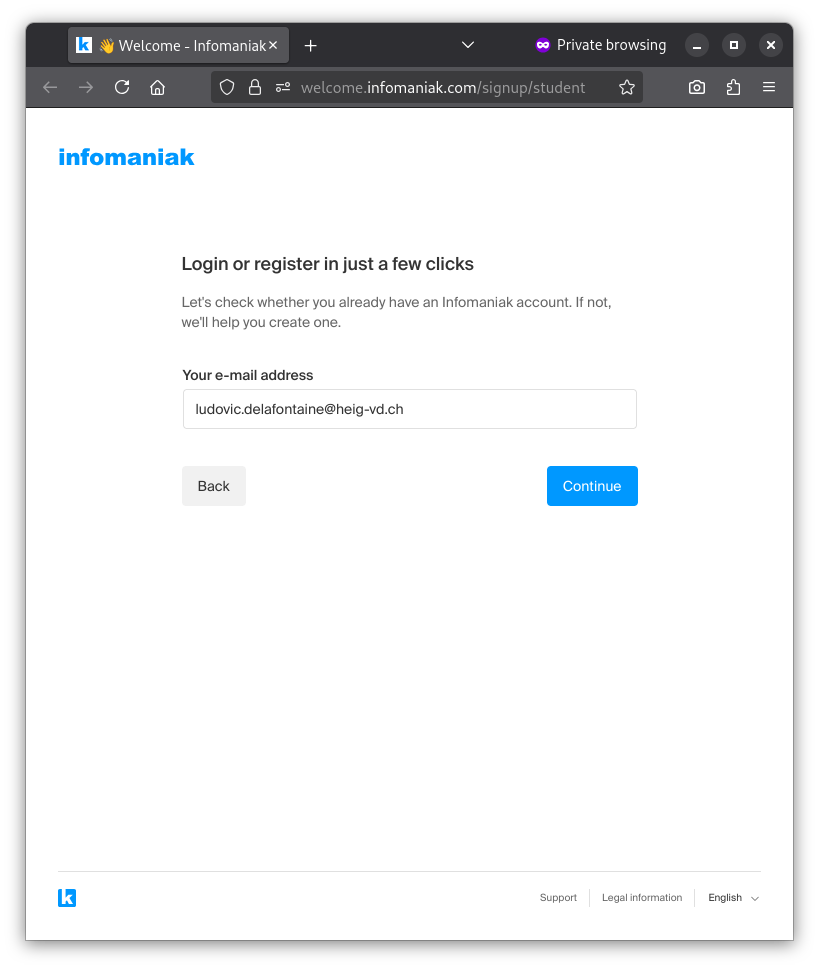 👋 Welcome - Infomaniak
Private browsing
welcome.infomaniak.com/signup/student
infomaniak
Login or register in just a few clicks
Let's check whether you already have an Infomaniak account. If not,
we'll help you create one.
Your e-mail address
ludovic.delafontaine@heig-vd.ch
Back
Continue
k
Support
Legal information
English